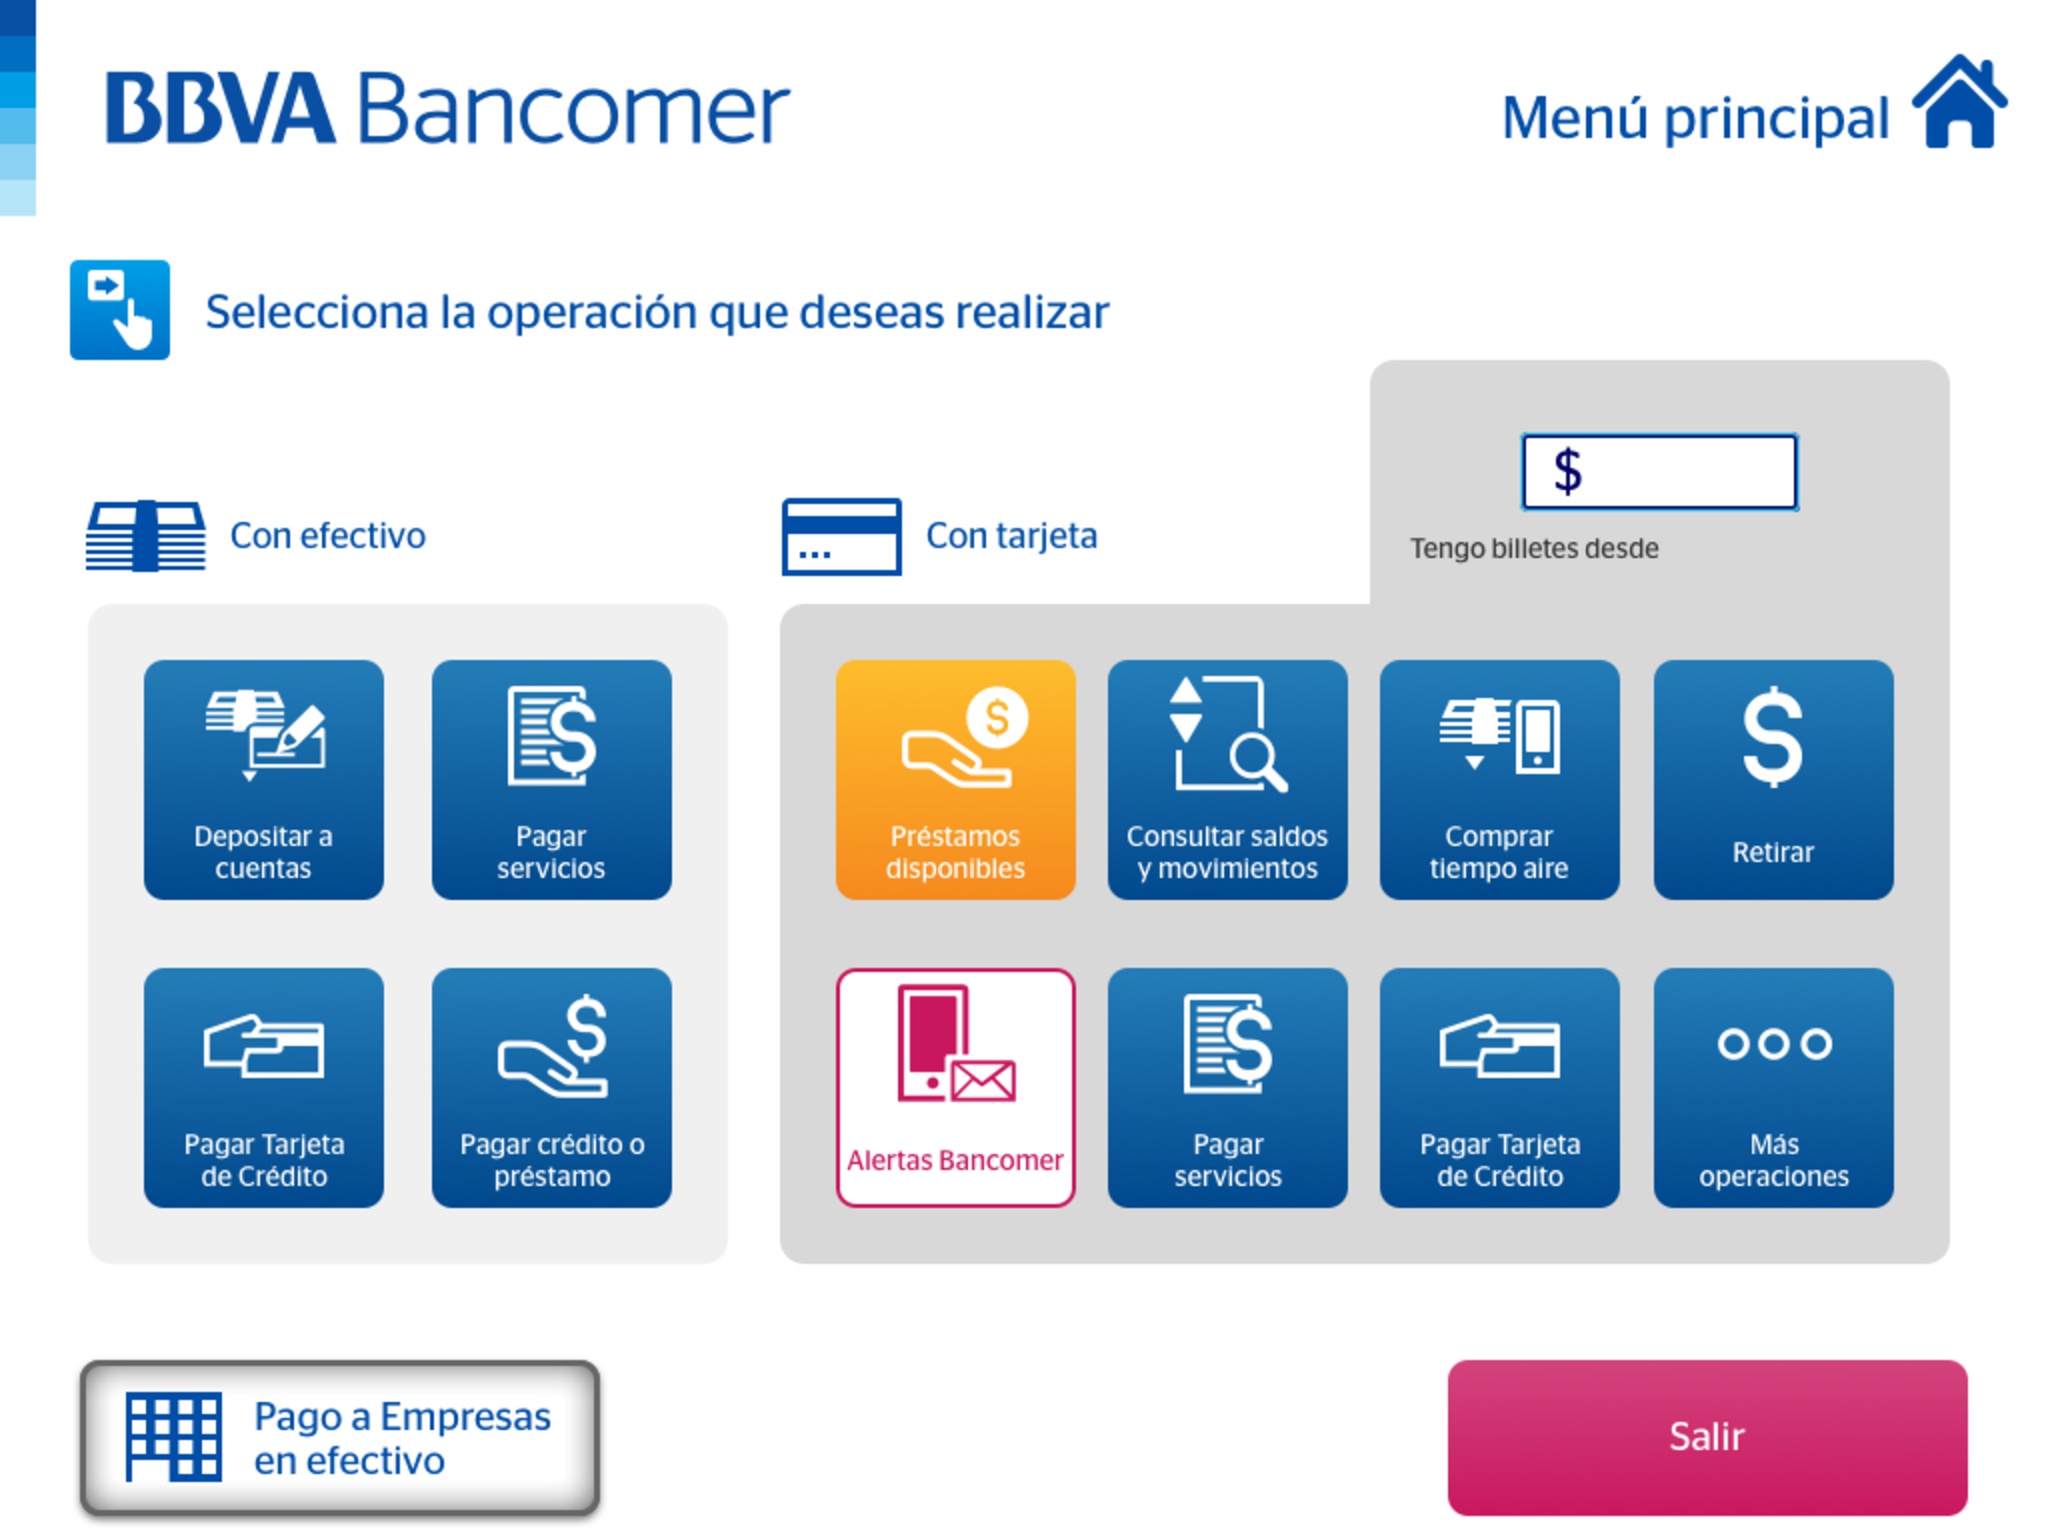 BBVA Bancomer
Menú principal
Selecciona la operación que deseas realizar
$
Tengo billetes desde
Con efectivo
Con tarjeta
Depositar a
cuentas
Pagar
servicios
Préstamos
disponibles
Consultar saldos
y movimientos
Comprar
tiempo aire
Retirar
Pagar Tarjeta
de Crédito
Pagar crédito o
préstamo
Alertas Bancomer
Pagar
servicios
Pagar Tarjeta
de Crédito
Más
operaciones
Pago a Empresas
en efectivo
Salir